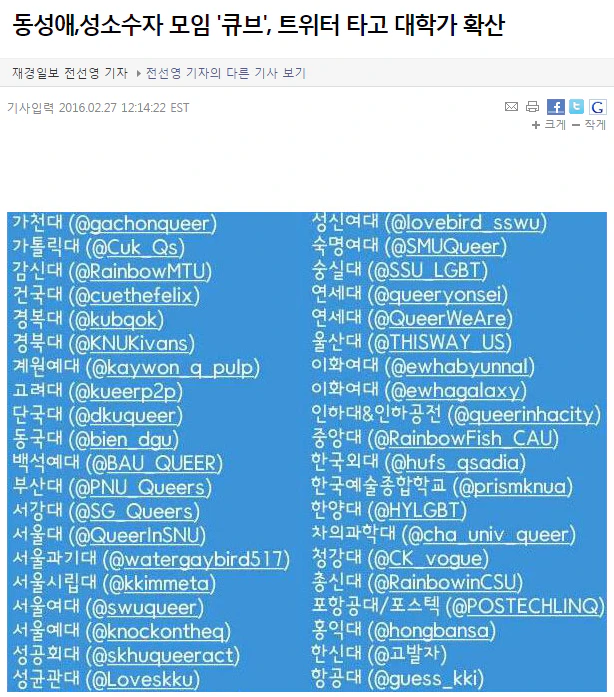 동성애,성소수자 모임 '큐브', 트위터 타고 대학가 확산
재경일보 전선영 기자 전선영 기자의 다른 기사 보기
기사입력 2016.02.27 12:14:22 EST
+ 크게 − 작게
가천대 (@gachonqueer)
가톨릭대 (@Cuk_Qs)
감신대 (@RainbowMTU)
건국대 (@cuethefelix)
경북대 (@kubqok)
경북대 (@KNUKivans)
계원예대 (@kaywon_q_pulp)
고려대 (@kueerp2p)
단국대 (@dkuqueer)
동국대 (@bien_dgu)
백석예대 (@BAU_QUEER)
부산대 (@PNU_Queers)
서강대 (@SG_Queers)
서울대 (@QueerInSNU)
서울과기대 (@watergaybird517)
서울시립대 (@kkimmeta)
서울여대 (@swuqueer)
서울예대 (@knockontheq)
성공회대 (@skhuqueeract)
성균관대 (@Loveskku)
성신여대 (@lovebird_sswu)
숙명여대 (@SMUQueer)
숭실대 (@SSU_LGBT)
연세대 (@queeryonsei)
연세대 (@QueerWeAre)
울산대 (@THISWAY_US)
이화여대 (@ewhabyunnal)
이화여대 (@ewhagalaxy)
인하대&인하공전 (@queerinhacity)
중앙대 (@RainbowFish_CAU)
한국외대 (@hufs_qsadia)
한국예술종합학교 (@prismknua)
한양대 (@HYLGBT)
차의과학대 (@cha_univ_queer)
청강대 (@CK_vogue)
총신대 (@RainbowinCSU)
포항공대/포스텍 (@POSTECHLINQ)
홍익대 (@hongbansa)
한신대 (@고발자)
항공대 (@guess_kki)